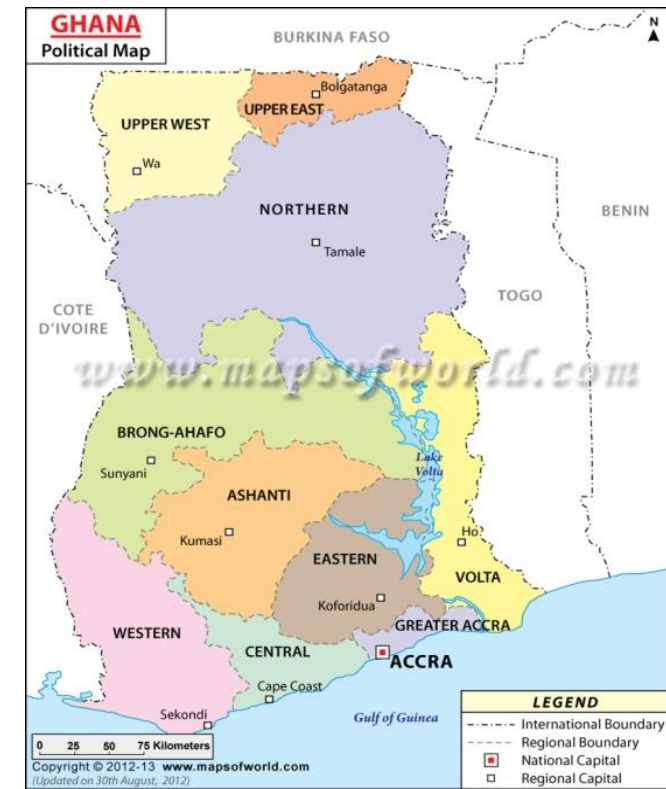 GHANA
Political Map
BURKINA FASO
N
Bolgatanga
UPPER EAST
UPPER WEST
Wa
NORTHERN
BENIN
Tamale
TOGO
COTE
D'IVOIRE
www.mapsofworld.com
BRONG-AHAFO
Lake
Volta
Sunyani
ASHANTI
Kumasi
Ho
EASTERN
VOLTA
Koforidua
GREATER ACCRA
WESTERN
CENTRAL
ACCRA
Cape Coast
Sekondi
Gulf of Guinea
LEGEND
International Boundary
Regional Boundary
National Capital
Regional Capital
0 25 50 75 Kilometers
Copyright © 2012-13 www.mapsofworld.com
(Updated on 30th August, 2012)